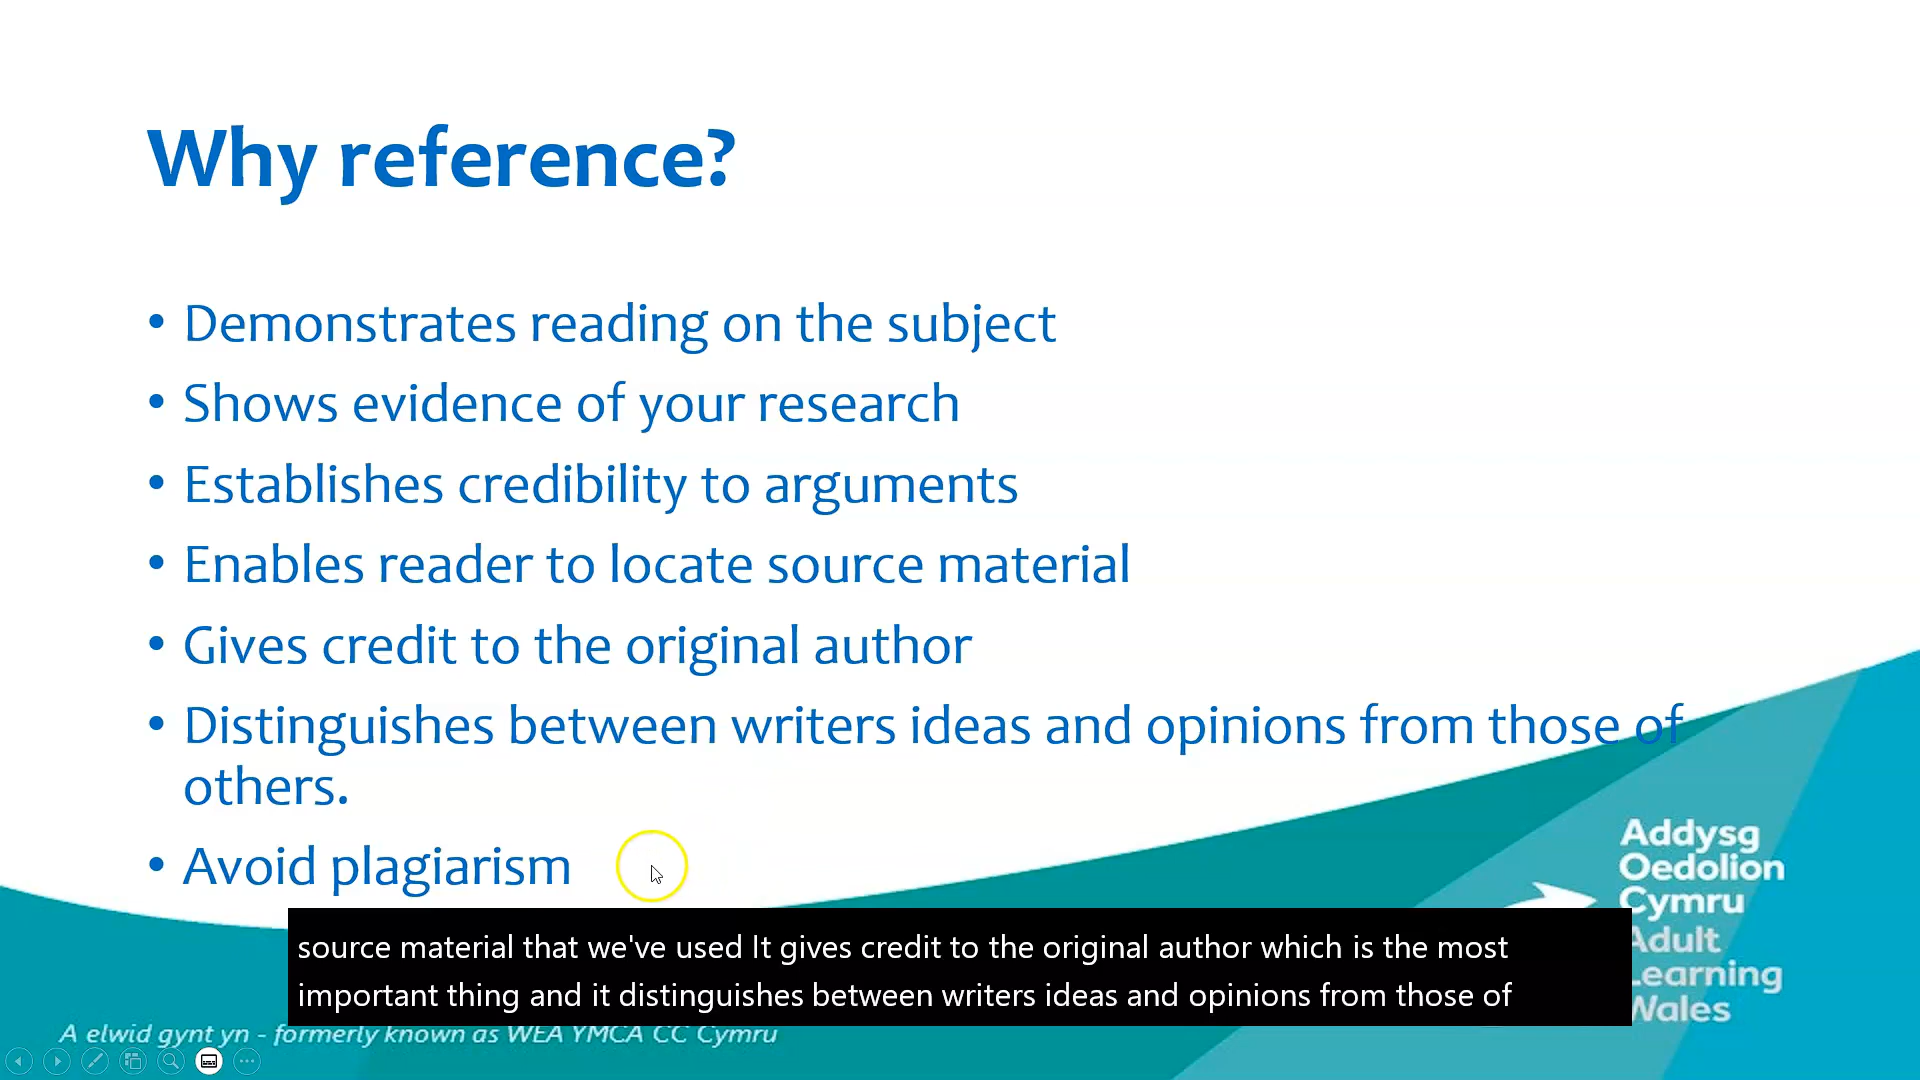 Why reference?
• Demonstrates reading on the subject
• Shows evidence of your research
• Establishes credibility to arguments
• Enables reader to locate source material
• Gives credit to the original author
• Distinguishes between writers ideas and opinions from those of
others.
• Avoid plagiarism
source material that we've used It gives credit to the original author which is the most
important thing and it distinguishes between writers ideas and opinions from those of
Addysg
Oedolion
Cymru
Adult
Learning
Wales
A elwid gynt yn - formerly known as WEA YMCA CC Cymru